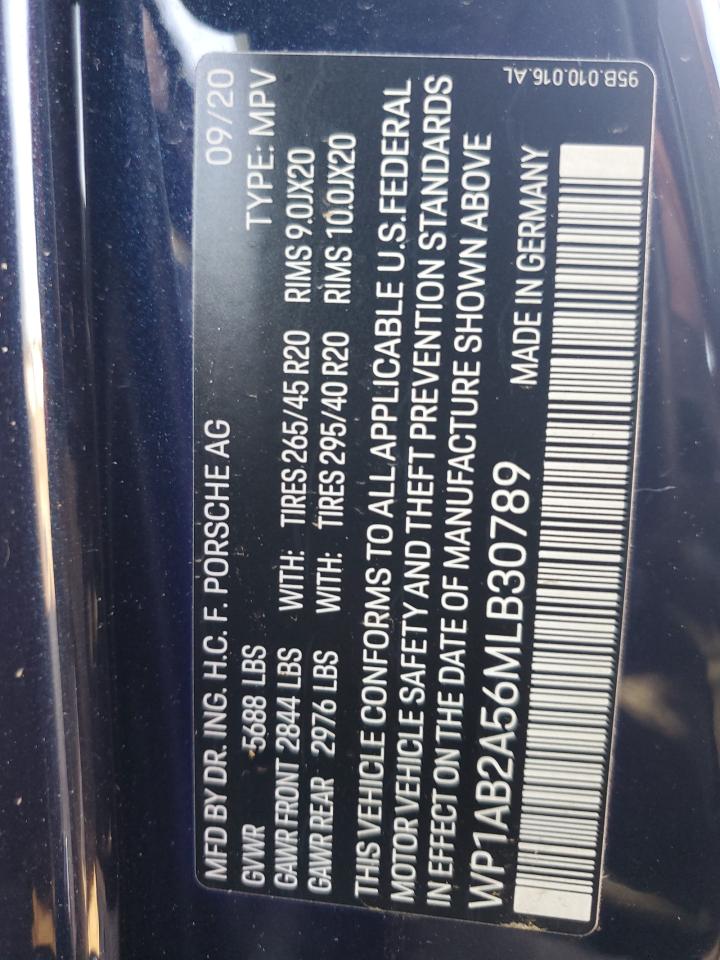 MFD BY DR. ING. H.C. F. PORSCHE AG 09/20
GVWR 5688 LBS TYPE: MPV
GAWR FRONT 2844 LBS WITH: TIRES 265/45 R20 RIMS 9.0JX20
GAWR REAR 2976 LBS WITH: TIRES 295/40 R20 RIMS 10.0JX20
THIS VEHICLE CONFORMS TO ALL APPLICABLE U.S.FEDERAL
MOTOR VEHICLE SAFETY AND THEFT PREVENTION STANDARDS
IN EFFECT ON THE DATE OF MANUFACTURE SHOWN ABOVE
WP1AB2A56MLB30789 MADE IN GERMANY
95B.010.016.AL